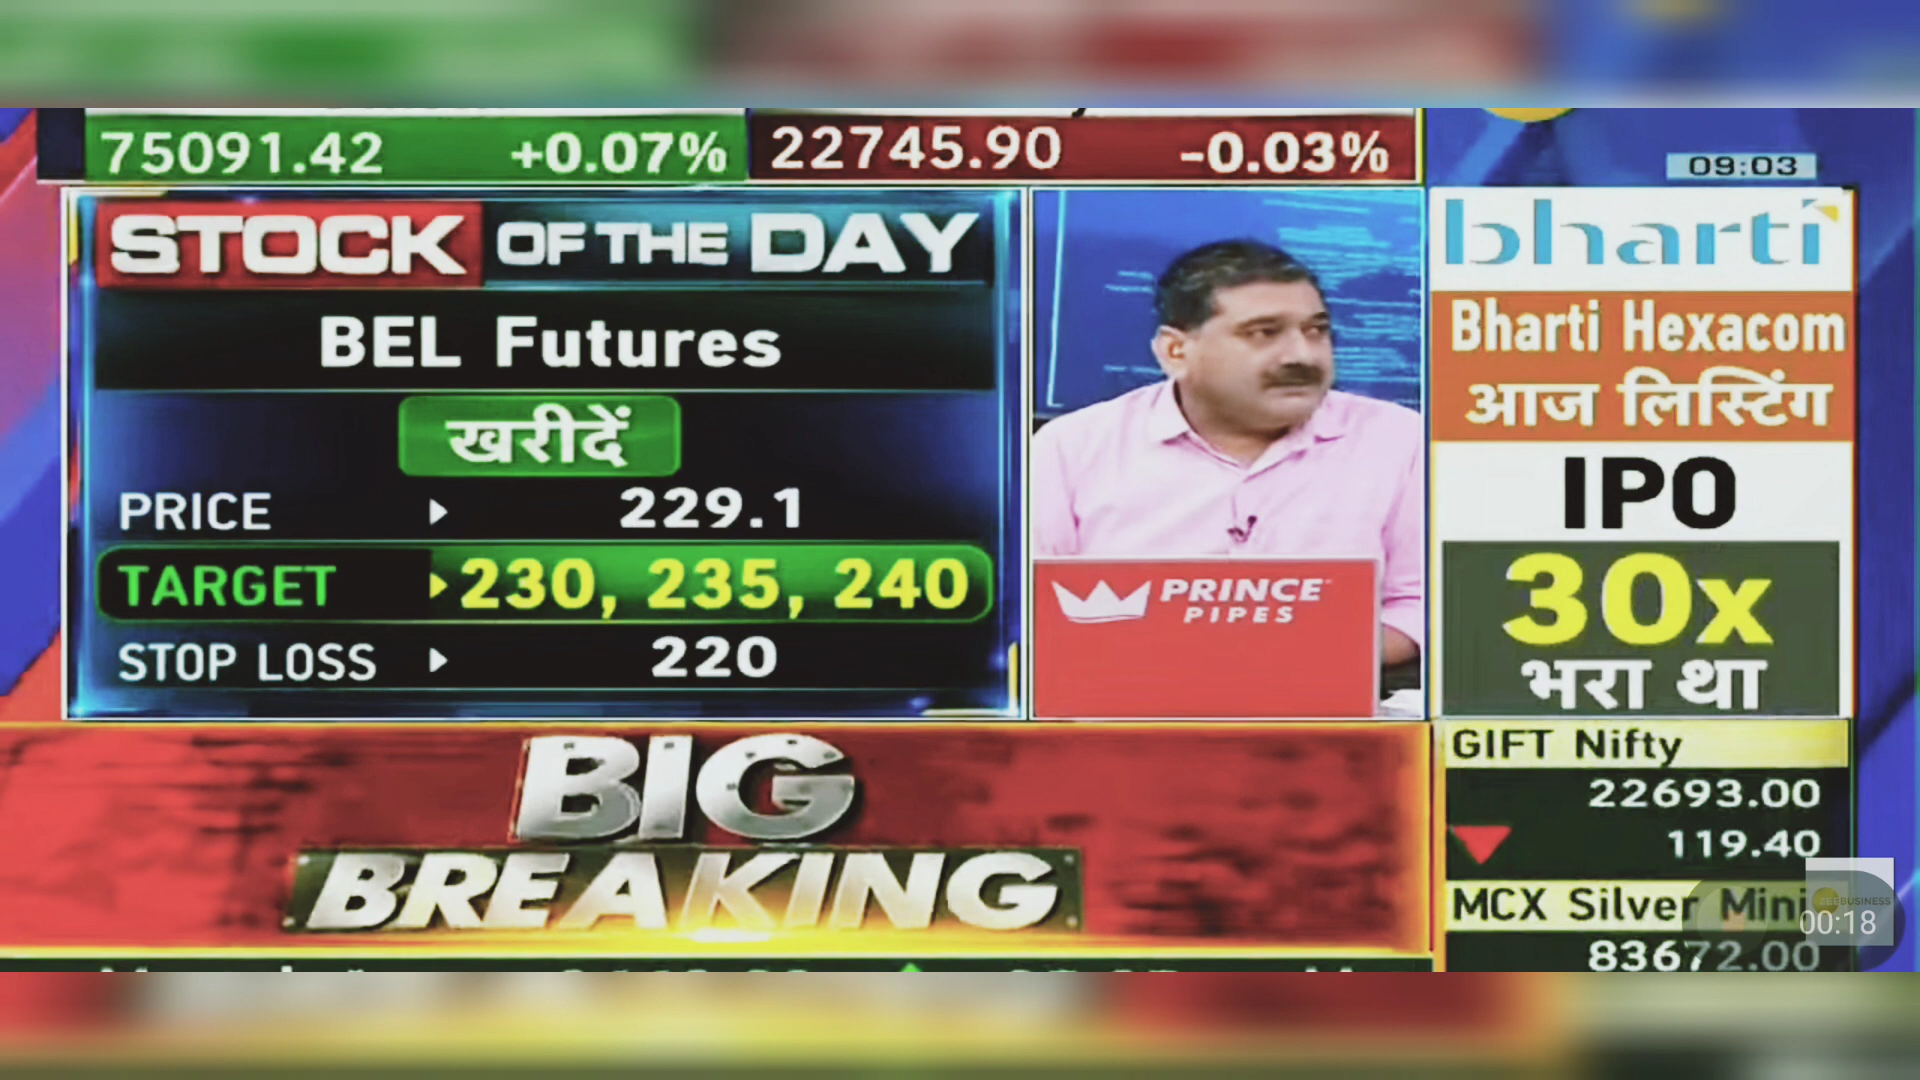 75091.42 +0.07% 22745.90 -0.03%
09:03
STOCK OF THE DAY
BEL Futures
खरीदें
PRICE 229.1
TARGET 230, 235, 240
STOP LOSS 220
PRINCE
PIPES
bharti
Bharti Hexacom
आज लिस्टिंग
IPO
30x
भरा था
BIG
BREAKING
GIFT Nifty
22693.00
119.40
MCX Silver Mini
83672.00
ZEEBUSINESS
00:18